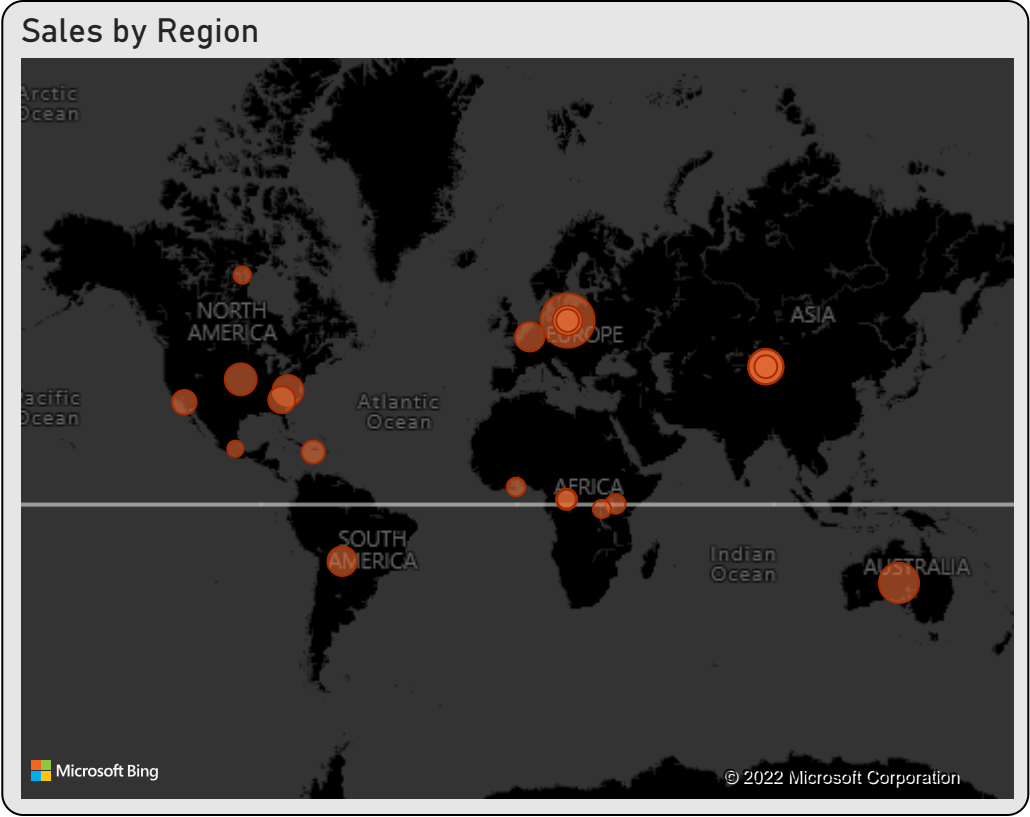 Sales by Region
Arctic
Ocean
NORTH
AMERICA
ASIA
EUROPE
Pacific
Ocean
Atlantic
Ocean
AFRICA
SOUTH
AMERICA
Indian
Ocean
AUSTRALIA
Microsoft Bing
© 2022 Microsoft Corporation